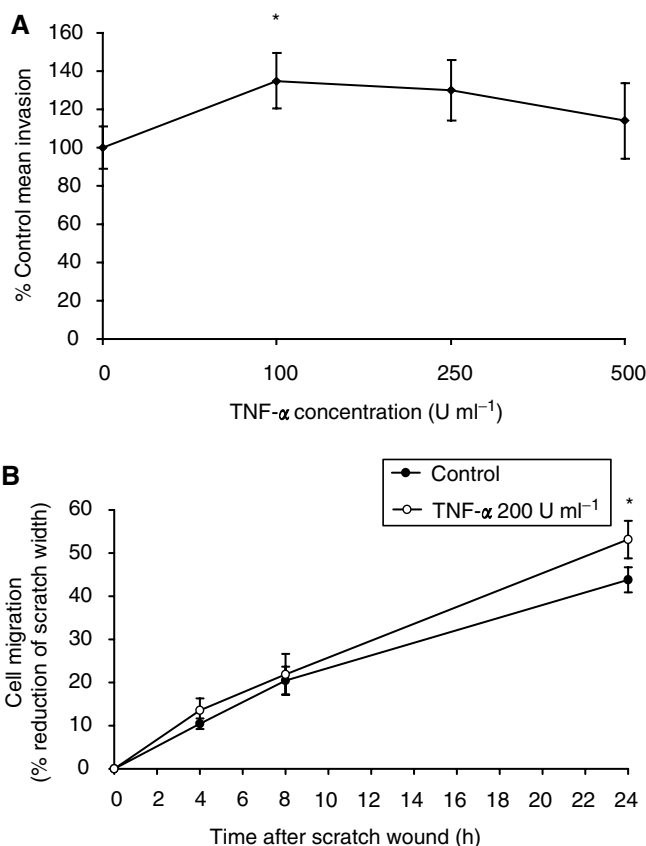 A
*
% Control mean invasion
160
140
120
100
80
60
40
20
0
0 100 250 500
TNF-α concentration (U ml⁻¹)
B
Control
TNF-α 200 U ml⁻¹
*
Cell migration
(% reduction of scratch width)
60
50
40
30
20
10
0
0 2 4 6 8 10 12 14 16 18 20 22 24
Time after scratch wound (h)